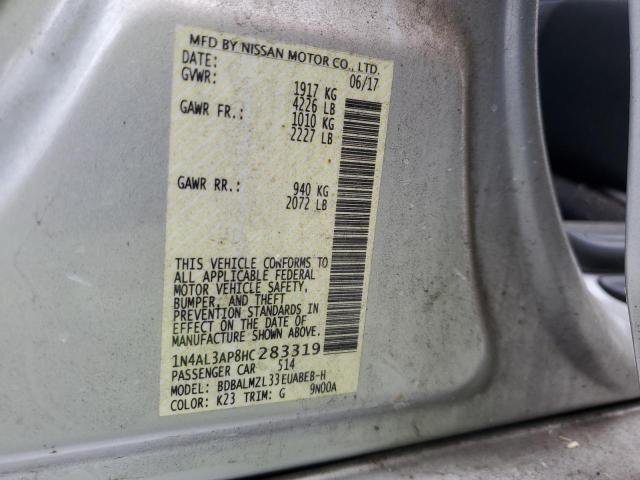 MFD BY NISSAN MOTOR CO., LTD.
DATE: 06/17
GVWR: 1917 KG
4226 LB
GAWR FR.: 1010 KG
2227 LB
GAWR RR.: 940 KG
2072 LB
THIS VEHICLE CONFORMS TO
ALL APPLICABLE FEDERAL
MOTOR VEHICLE SAFETY,
BUMPER, AND THEFT
PREVENTION STANDARDS IN
EFFECT ON THE DATE OF
MANUFACTURE SHOWN ABOVE.
1N4AL3AP8HC283319
PASSENGER CAR 514
MODEL: BDBALMZL33EUABEB-H
COLOR: K23 TRIM: G 9N00A